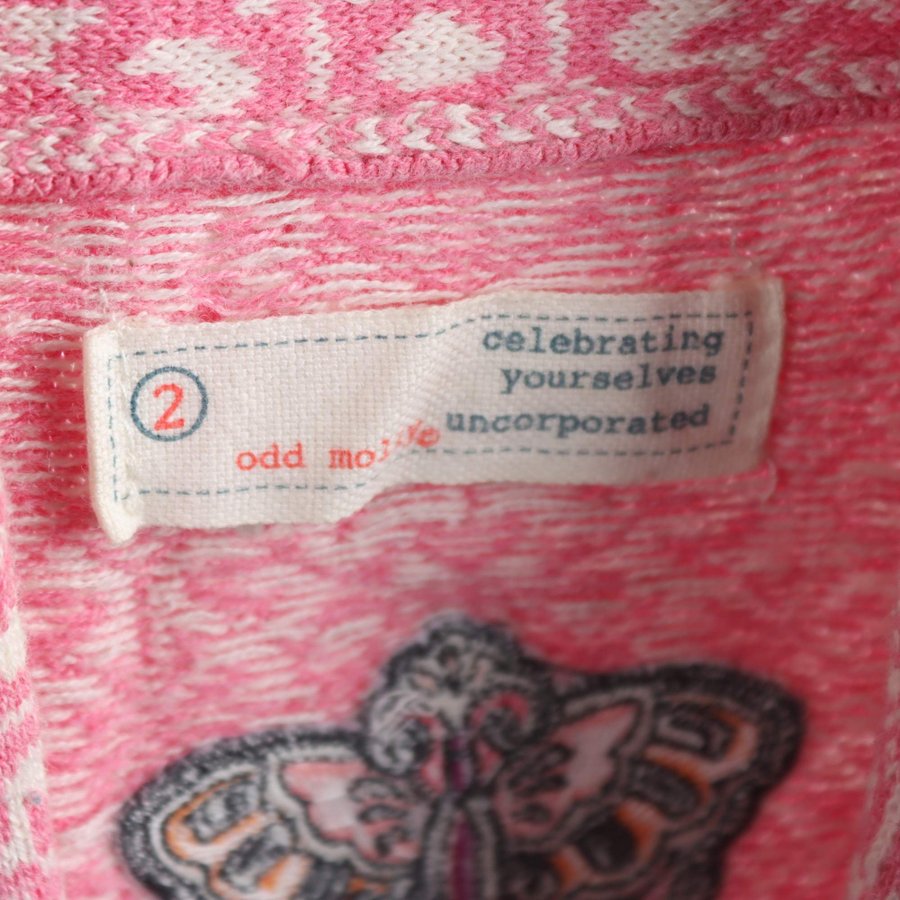 2
odd molly
celebrating
yourselves
uncorporated